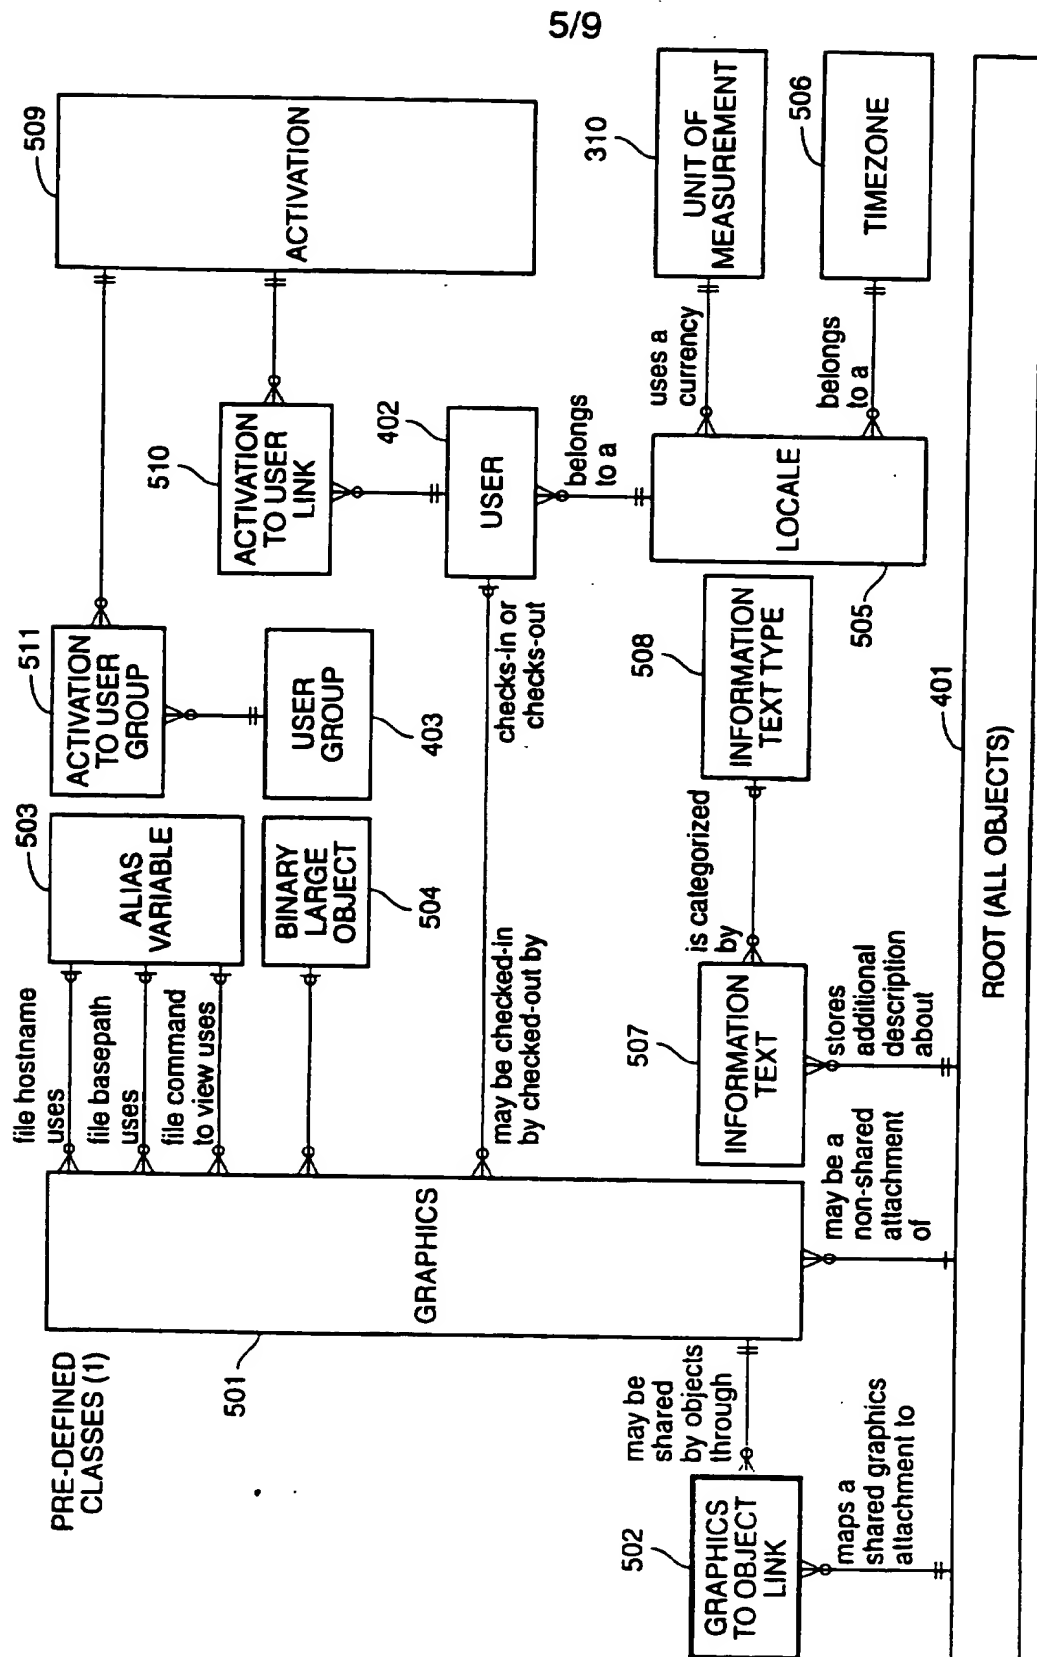 5/9
PRE-DEFINED
CLASSES (1)
file hostname
uses
file basepath
uses
file command
to view uses
503
ALIAS
VARIABLE
511
ACTIVATION
TO USER
GROUP
509
ACTIVATION
BINARY
LARGE
OBJECT
504
USER
GROUP
403
510
ACTIVATION
TO USER
LINK
501
GRAPHICS
may be checked-in
by checked-out by
checks-in or
checks-out
402
USER
belongs
to a
310
UNIT OF
MEASUREMENT
uses a
currency
506
TIMEZONE
belongs
to a
LOCALE
505
508
INFORMATION
TEXT TYPE
is categorized
by
507
INFORMATION
TEXT
stores
additional
description
about
may be a
non-shared
attachment
of
may be
shared
by objects
through
502
GRAPHICS
TO OBJECT
LINK
maps a
shared graphics
attachment to
401
ROOT (ALL OBJECTS)